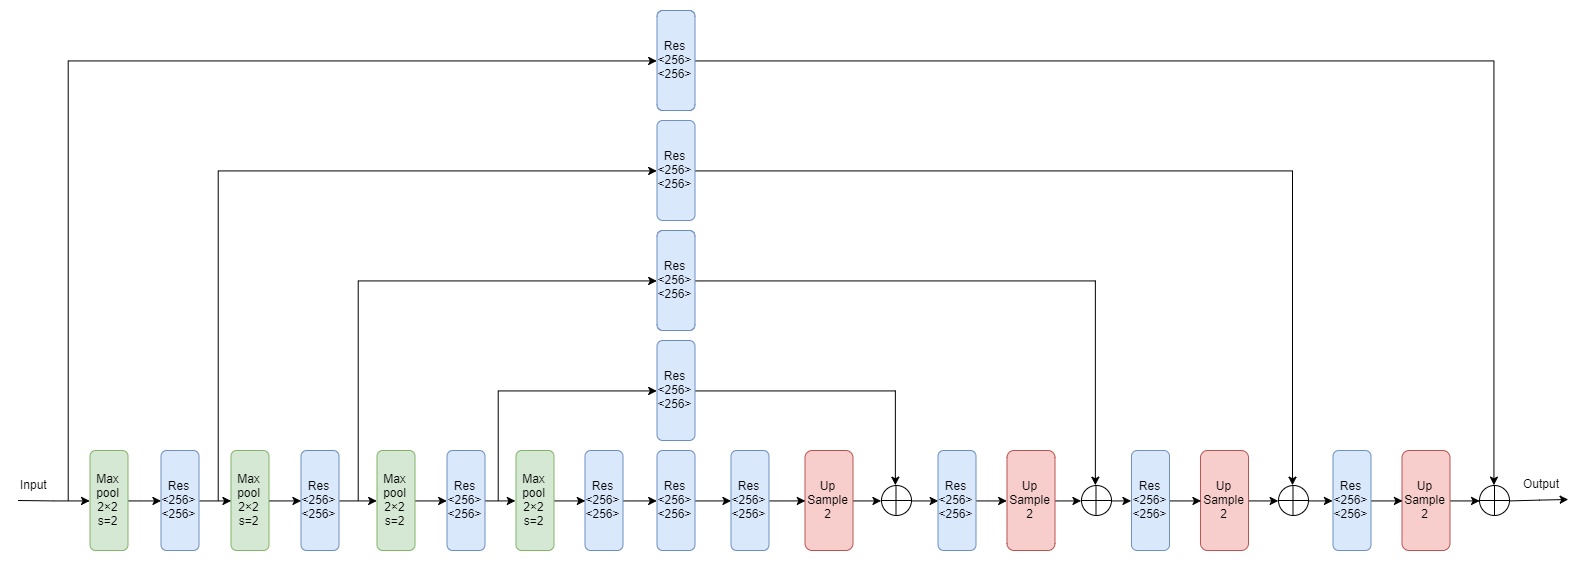 Res
<256>
<256>
Res
<256>
<256>
Res
<256>
<256>
Res
<256>
<256>
Input
Max
pool
2×2
s=2
Res
<256>
<256>
Max
pool
2×2
s=2
Res
<256>
<256>
Max
pool
2×2
s=2
Res
<256>
<256>
Max
pool
2×2
s=2
Res
<256>
<256>
Res
<256>
<256>
Res
<256>
<256>
Up
Sample
2
Res
<256>
<256>
Up
Sample
2
Res
<256>
<256>
Up
Sample
2
Res
<256>
<256>
Up
Sample
2
Output